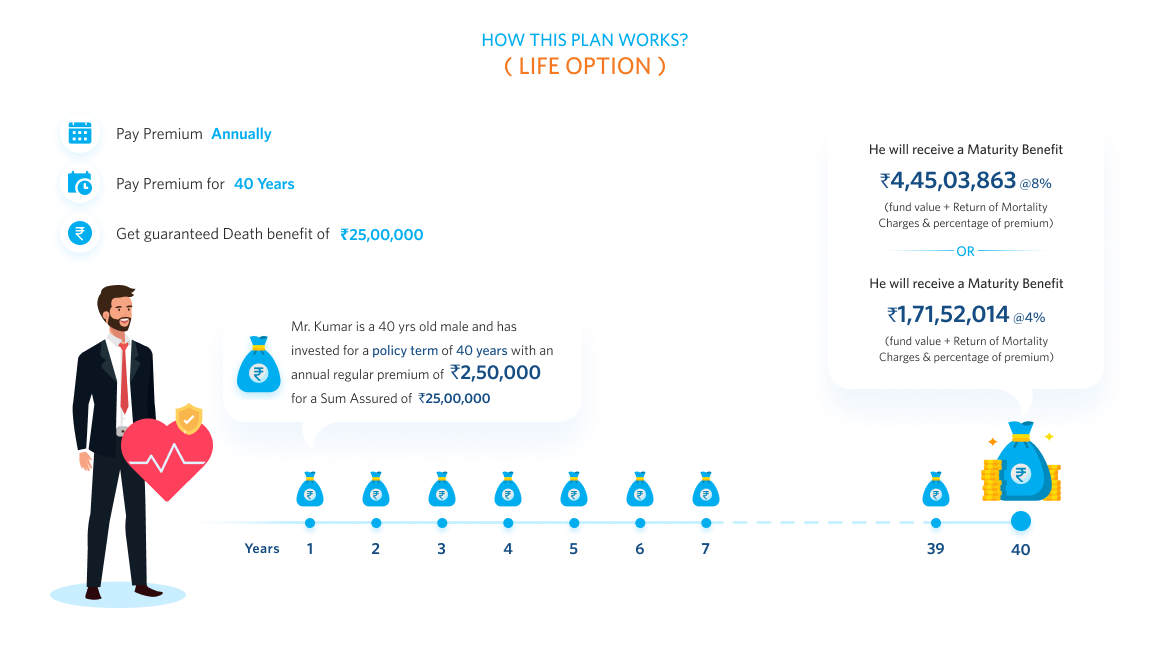 HOW THIS PLAN WORKS?
( LIFE OPTION )
Pay Premium Annually
Pay Premium for 40 Years
Get guaranteed Death benefit of ₹25,00,000
Mr. Kumar is a 40 yrs old male and has
invested for a policy term of 40 years with an
annual regular premium of ₹2,50,000
for a Sum Assured of ₹25,00,000
He will receive a Maturity Benefit
₹4,45,03,863 @8%
(fund value + Return of Mortality
Charges & percentage of premium)
OR
He will receive a Maturity Benefit
₹1,71,52,014 @4%
(fund value + Return of Mortality
Charges & percentage of premium)
Years 1 2 3 4 5 6 7 39 40